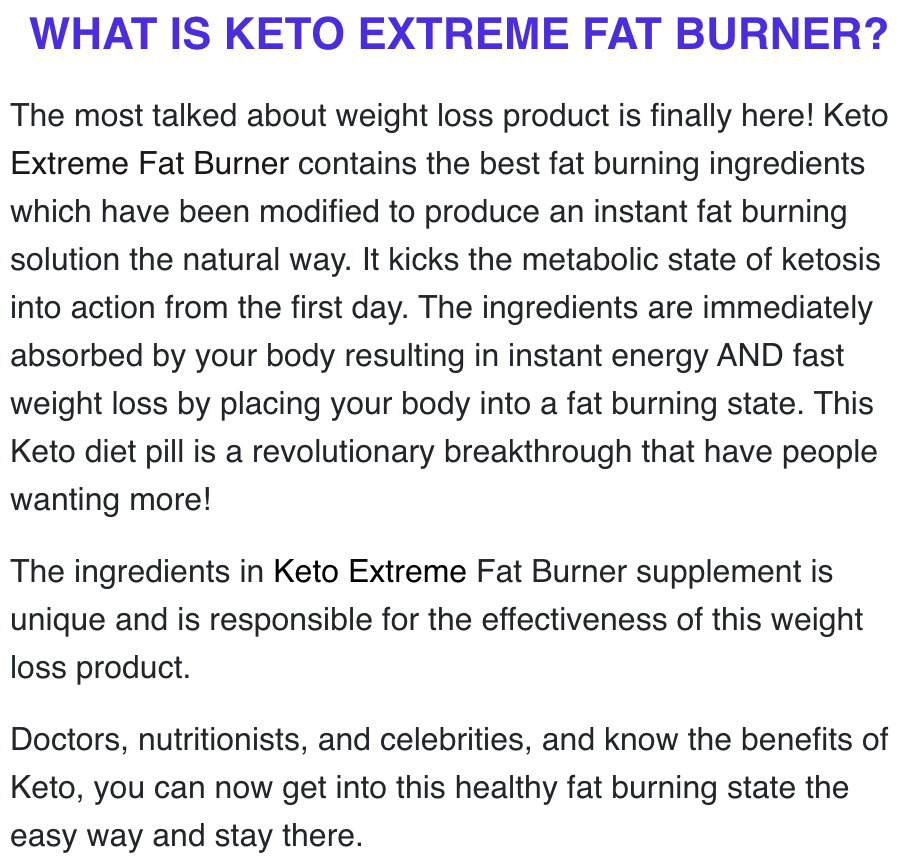 WHAT IS KETO EXTREME FAT BURNER?
The most talked about weight loss product is finally here! Keto
Extreme Fat Burner contains the best fat burning ingredients
which have been modified to produce an instant fat burning
solution the natural way. It kicks the metabolic state of ketosis
into action from the first day. The ingredients are immediately
absorbed by your body resulting in instant energy AND fast
weight loss by placing your body into a fat burning state. This
Keto diet pill is a revolutionary breakthrough that have people
wanting more!
The ingredients in Keto Extreme Fat Burner supplement is
unique and is responsible for the effectiveness of this weight
loss product.
Doctors, nutritionists, and celebrities, and know the benefits of
Keto, you can now get into this healthy fat burning state the
easy way and stay there.